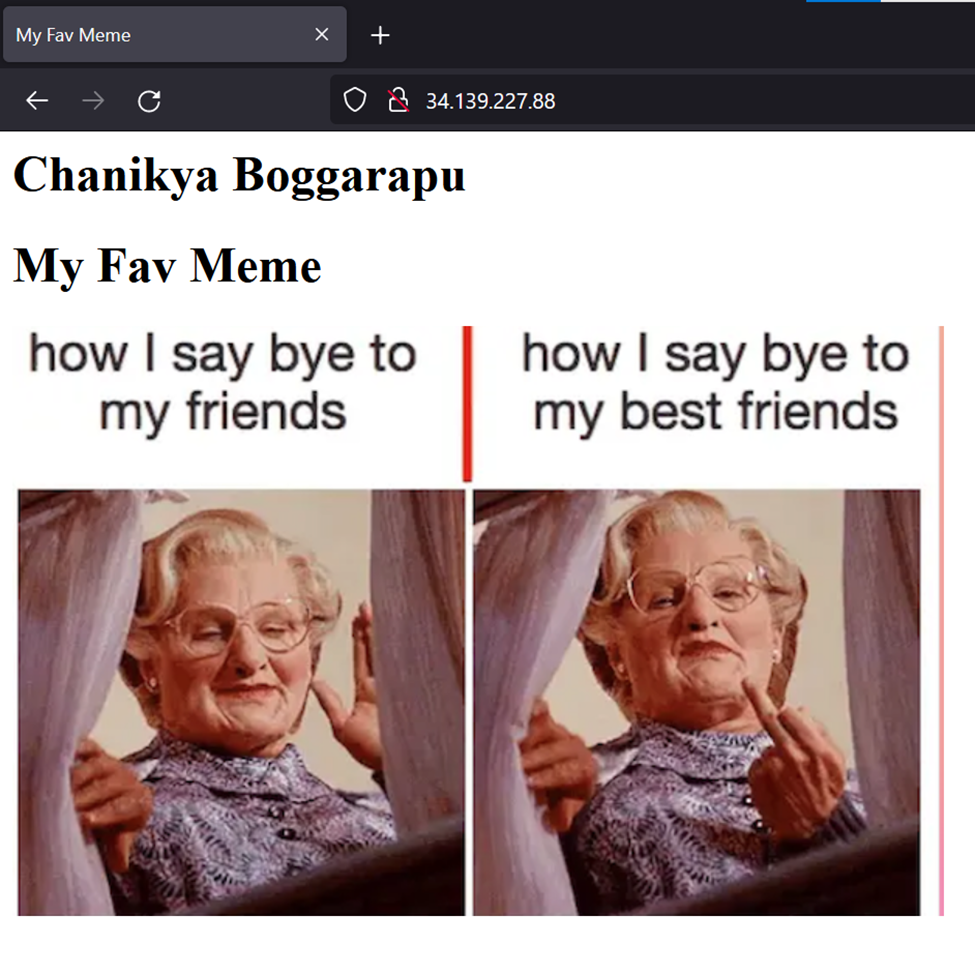 My Fav Meme
34.139.227.88
Chanikya Boggarapu
My Fav Meme
how I say bye to
my friends
how I say bye to
my best friends